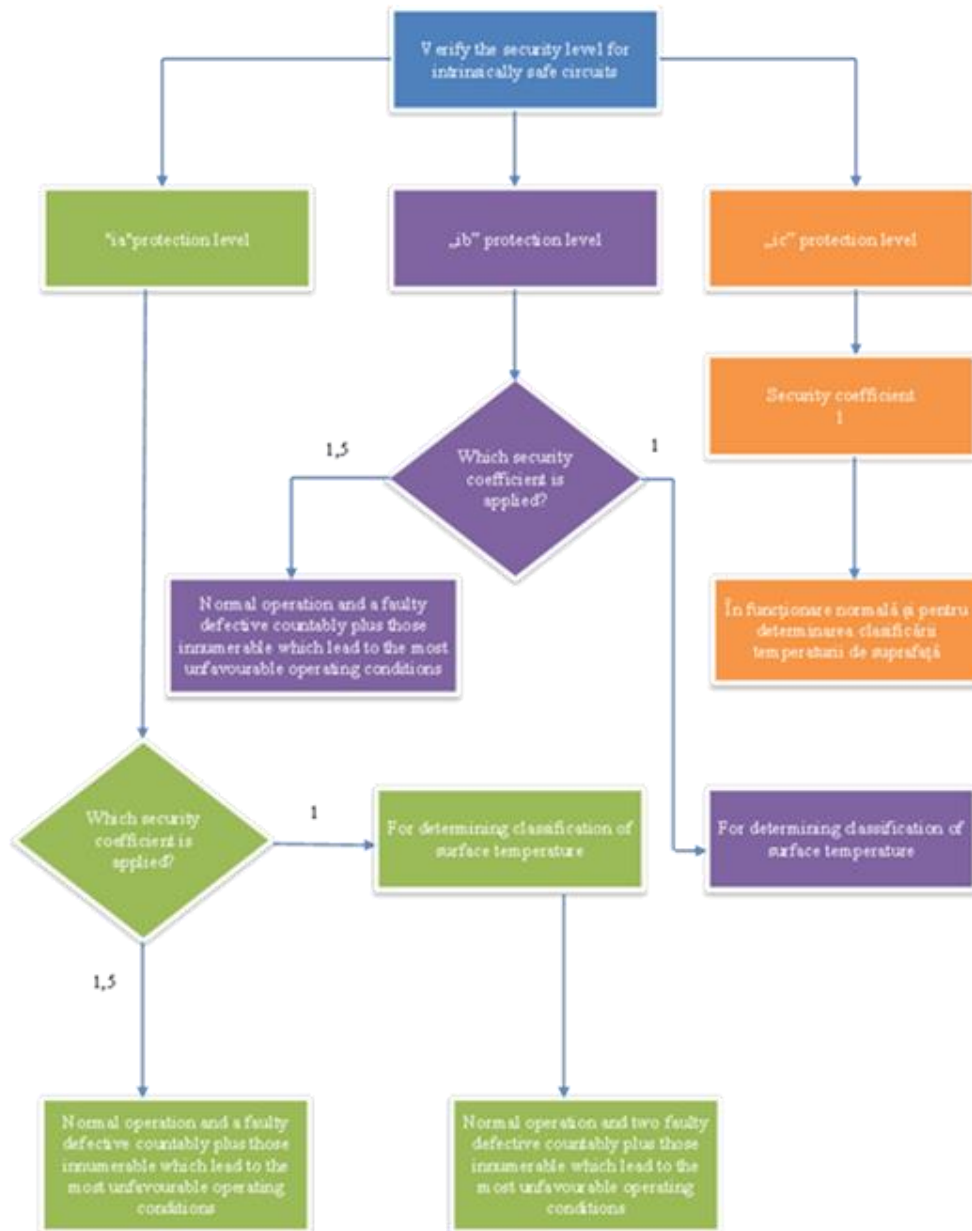 Verify the security level for
intrinsically safe circuits
"ia"protection level
„ib” protection level
„ic” protection level
Security coefficient
1
1,5
Which security
coefficient is
applied?
1
Normal operation and a faulty
defective countably plus those
innumerable which lead to the most
unfavourable operating conditions
În funcționare normală și pentru
determinarea clasificării
temperaturii de suprafață
Which security
coefficient is
applied?
1
For determining classification of
surface temperature
For determining classification of
surface temperature
1,5
Normal operation and a faulty
defective countably plus those
innumerable which lead to the
most unfavourable operating
conditions
Normal operation and two faulty
defective countably plus those
innumerable which lead to the
most unfavourable operating
conditions